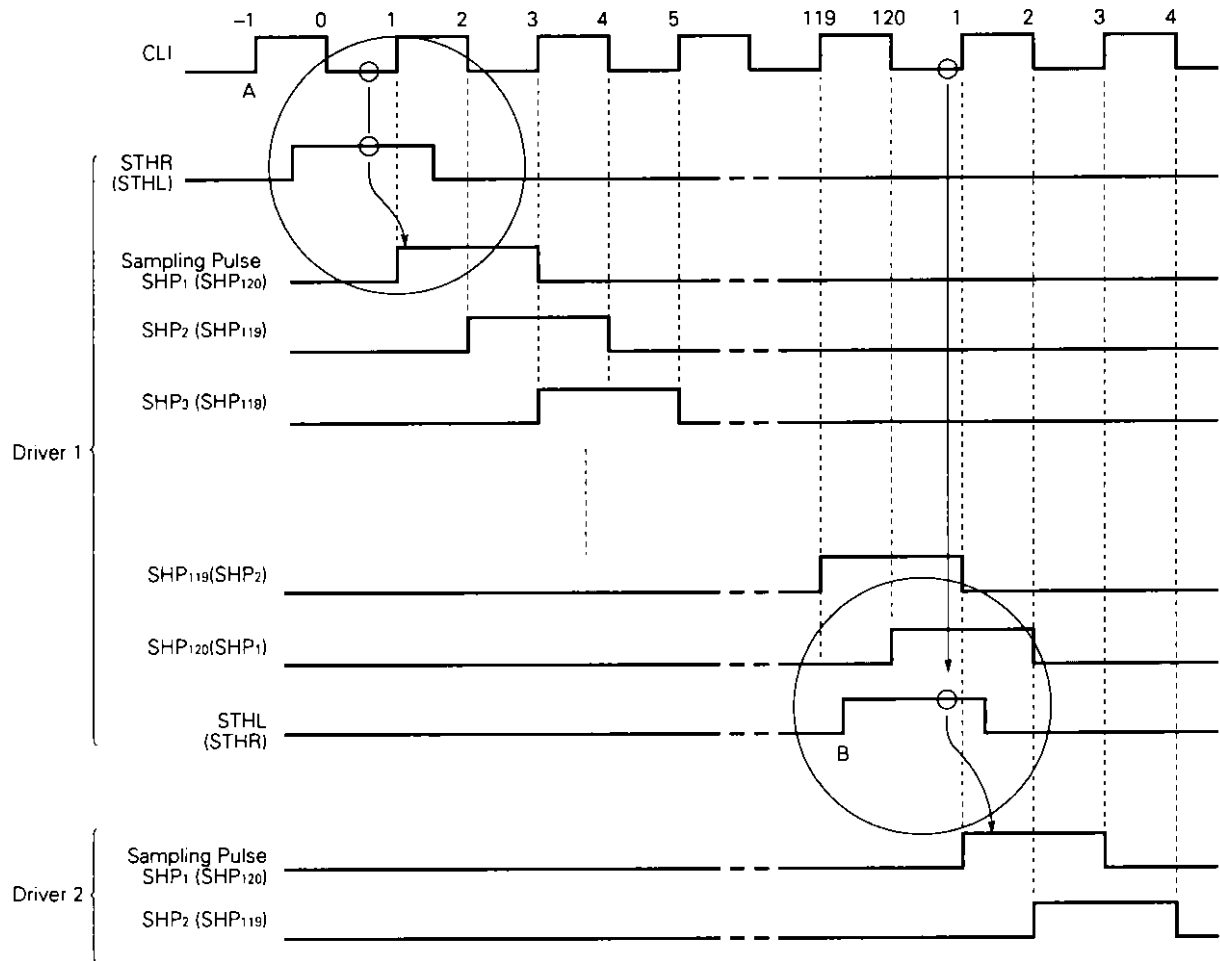 -1 0 1 2 3 4 5 119 120 1 2 3 4
CLI
A
STHR
(STHL)
Sampling Pulse
SHP₁ (SHP₁₂₀)
SHP₂ (SHP₁₁₉)
SHP₃ (SHP₁₁₈)
Driver 1
SHP₁₁₉(SHP₂)
SHP₁₂₀(SHP₁)
STHL
(STHR)
B
Sampling Pulse
SHP₁ (SHP₁₂₀)
Driver 2
SHP₂ (SHP₁₁₉)